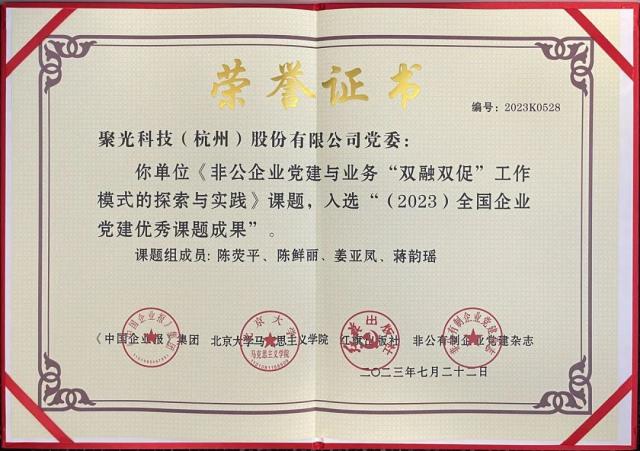 荣誉证书
编号：2023K0528
聚光科技（杭州）股份有限公司党委：
你单位《非公企业党建与业务“双融双促”工作
模式的探索与实践》课题，入选“（2023）全国企业
党建优秀课题成果”。
课题组成员：陈荧平、陈鲜丽、姜亚凤、蒋韵瑶
《中国企业报》集团 北京大学马克思主义学院 红旗出版社 非公有制企业党建杂志
二〇二三年七月二十二日